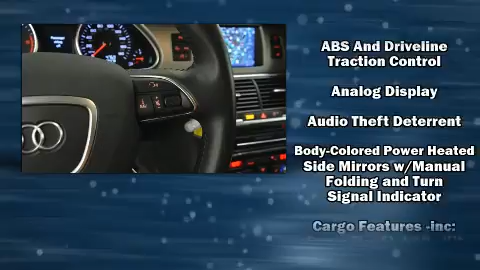 ABS And Driveline
Traction Control
Analog Display
Audio Theft Deterrent
Body-Colored Power Heated
Side Mirrors w/Manual
Folding and Turn
Signal Indicator
Cargo Features -inc: